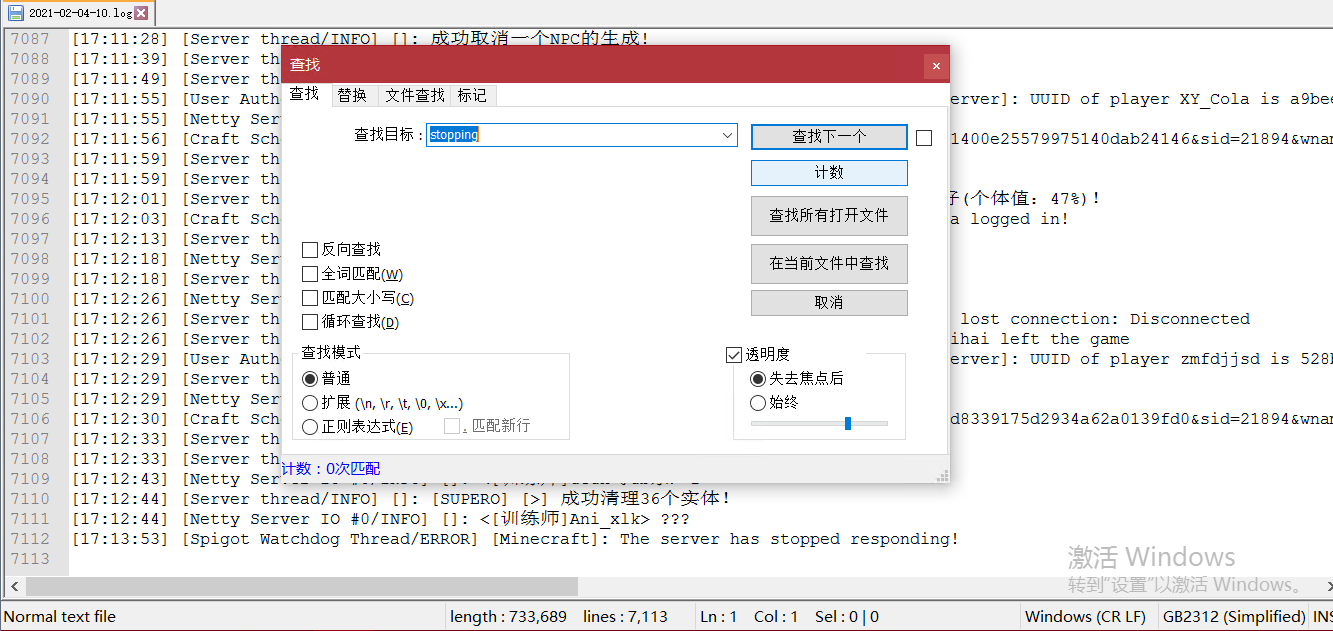 2021-02-04-10.log
7087 [17:11:28] [Server thread/INFO] []: 成功取消一个NPC的生成!
7088 [17:11:39] [Server th
7089 [17:11:49] [Server th
7090 [17:11:55] [User Auth erver]: UUID of player XY_Cola is a9bee
7091 [17:11:55] [Netty Ser
7092 [17:11:56] [Craft Sch 1400e25579975140dab24146&sid=21894&wnam
7093 [17:11:59] [Server th
7094 [17:11:59] [Server th
7095 [17:12:01] [Server th (个体值: 47%)!
7096 [17:12:03] [Craft Sch a logged in!
7097 [17:12:13] [Server th
7098 [17:12:18] [Netty Ser
7099 [17:12:18] [Server th
7100 [17:12:26] [Netty Ser
7101 [17:12:26] [Server th lost connection: Disconnected
7102 [17:12:26] [Server th ihai left the game
7103 [17:12:29] [User Auth erver]: UUID of player zmfdjjsd is 528b
7104 [17:12:29] [Server th
7105 [17:12:29] [Netty Ser
7106 [17:12:30] [Craft Sch d8339175d2934a62a0139fd0&sid=21894&wnam
7107 [17:12:33] [Server th
7108 [17:12:33] [Server th
7109 [17:12:43] [Netty
7110 [17:12:44] [Server thread/INFO] []: [SUPERO] [>] 成功清理36个实体!
7111 [17:12:44] [Netty Server IO #0/INFO] []: <[训练师]Ani_xlk> ???
7112 [17:13:53] [Spigot Watchdog Thread/ERROR] [Minecraft]: The server has stopped responding!
7113
查找
×
查找 替换 文件查找 标记
查找目标 : stopping
查找下一个
计数
查找所有打开文件
在当前文件中查找
取消
反向查找
全词匹配(W)
匹配大小写(C)
循环查找(D)
查找模式
普通
扩展 (\n, \r, \t, \0, \x...)
正则表达式(E) . 匹配新行
透明度
失去焦点后
始终
计数：0次匹配
激活 Windows
转到"设置"以激活 Windows。
Normal text file length : 733,689 lines : 7,113 Ln : 1 Col : 1 Sel : 0 | 0 Windows (CR LF) GB2312 (Simplified) INS